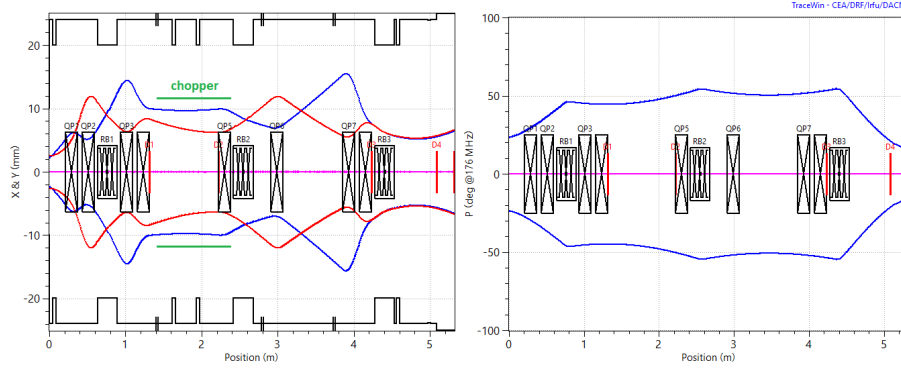 TraceWin - CEA/DRF/Irfu/DACM
X & Y (mm)
20
10
0
-10
-20
chopper
QP1 QP2 RB1 QP3 D1 QP5 D2 RB2 QP6 QP7 D3 RB3 D4
0 1 2 3 4 5
Position (m)
P (deg @176 MHz)
100
50
0
-50
-100
QP1 QP2 RB1 QP3 D1 D2 QP5 RB2 QP6 QP7 RB3 D4
0 1 2 3 4 5
Position (m)